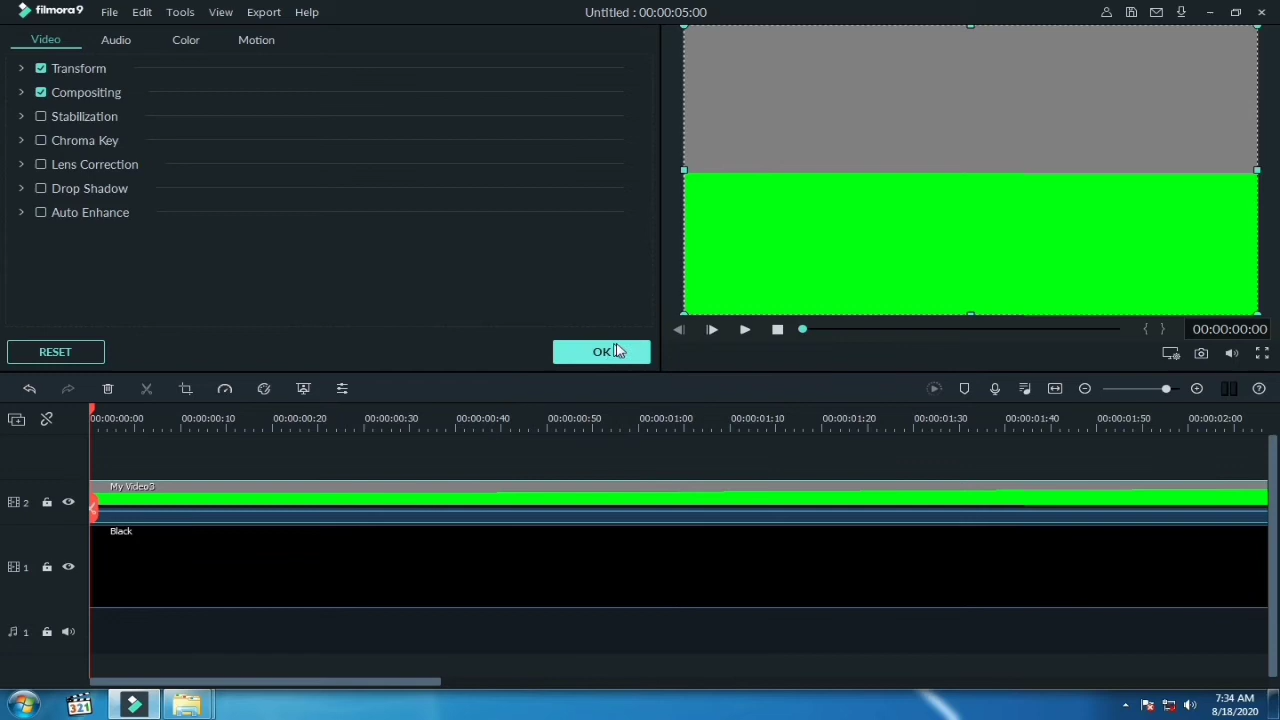 filmora9 File Edit Tools View Export Help Untitled : 00:00:05:00
Video Audio Color Motion
Transform
Compositing
Stabilization
Chroma Key
Lens Correction
Drop Shadow
Auto Enhance
00:00:00:00
RESET OK
00:00:00:00 00:00:00:10 00:00:00:20 00:00:00:30 00:00:00:40 00:00:00:50 00:00:01:00 00:00:01:10 00:00:01:20 00:00:01:30 00:00:01:40 00:00:01:50 00:00:02:00
2 My Video3
Black
1
1
321 7:34 AM
8/18/2020